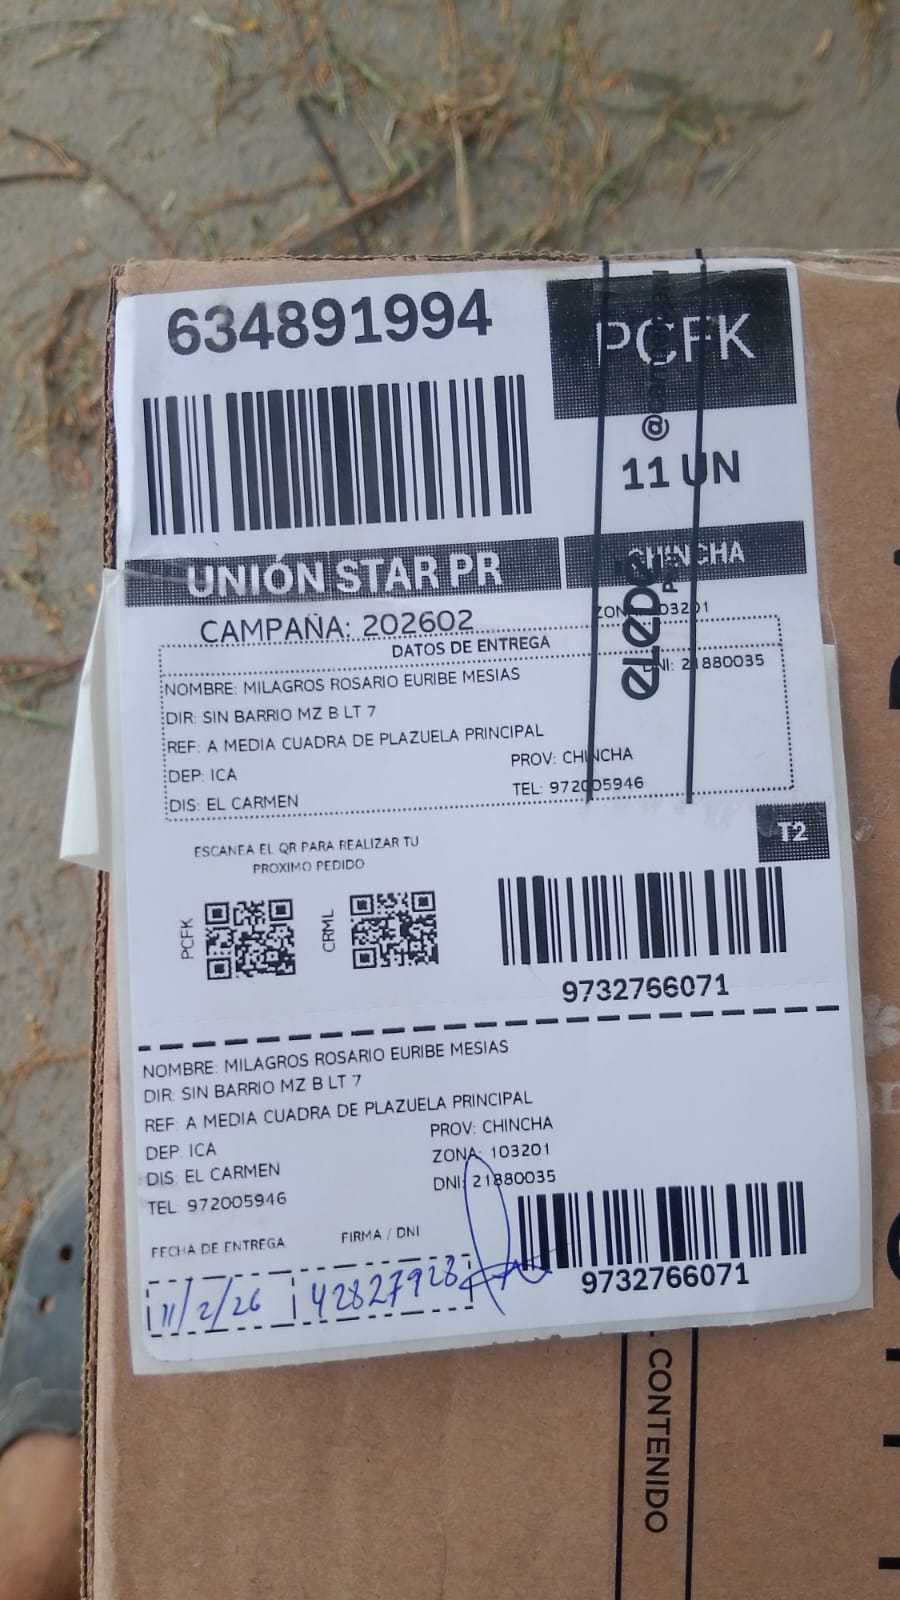 634891994
PCFK
11 UN
UNIÓN STAR PR
CHINCHA
CAMPAÑA: 202602
ZONA: 103201
DATOS DE ENTREGA
NOMBRE: MILAGROS ROSARIO EURIBE MESIAS
DNI: 21880035
DIR: SIN BARRIO MZ B LT 7
REF: A MEDIA CUADRA DE PLAZUELA PRINCIPAL
DEP: ICA
PROV: CHINCHA
DIS: EL CARMEN
TEL: 972005946
T2
ESCANEA EL QR PARA REALIZAR TU
PROXIMO PEDIDO
PCFK
CRML
9732766071
NOMBRE: MILAGROS ROSARIO EURIBE MESIAS
DIR: SIN BARRIO MZ B LT 7
REF: A MEDIA CUADRA DE PLAZUELA PRINCIPAL
DEP: ICA
PROV: CHINCHA
DIS: EL CARMEN
ZONA: 103201
TEL: 972005946
DNI: 21880035
FECHA DE ENTREGA
FIRMA / DNI
11/2/26
42827928
9732766071
CONTENIDO